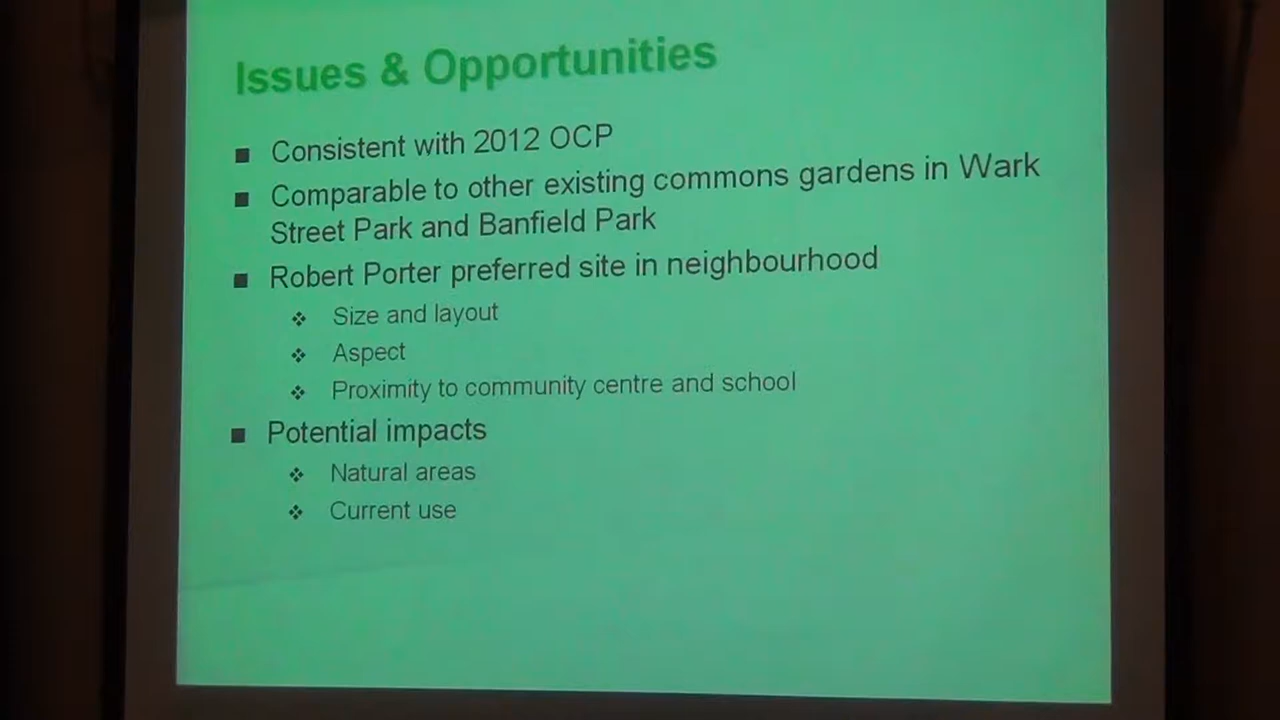 Issues & Opportunities
■ Consistent with 2012 OCP
■ Comparable to other existing commons gardens in Wark
Street Park and Banfield Park
■ Robert Porter preferred site in neighbourhood
❖ Size and layout
❖ Aspect
❖ Proximity to community centre and school
■ Potential impacts
❖ Natural areas
❖ Current use